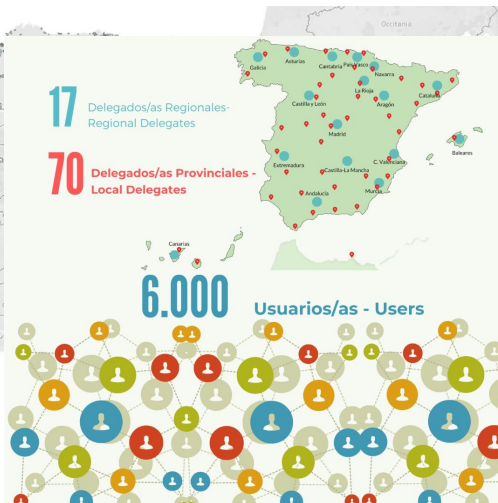 Occitania
Galicia
Asturias
Cantabria
País Vasco
Navarra
La Rioja
Castilla y León
Aragón
Cataluña
Madrid
Baleares
Extremadura
Castilla-La Mancha
C. Valenciana
Andalucía
Murcia
Canarias
17
Delegados/as Regionales-
Regional Delegates
70
Delegados/as Provinciales -
Local Delegates
6.000
Usuarios/as - Users